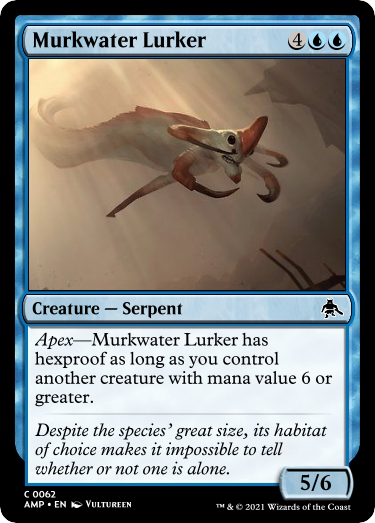 Murkwater Lurker 4
Creature — Serpent
Apex—Murkwater Lurker has
hexproof as long as you control
another creature with mana value 6 or
greater.
Despite the species' great size, its habitat
of choice makes it impossible to tell
whether or not one is alone.
5/6
C 0062
AMP • EN Vultureen
™ & © 2021 Wizards of the Coast